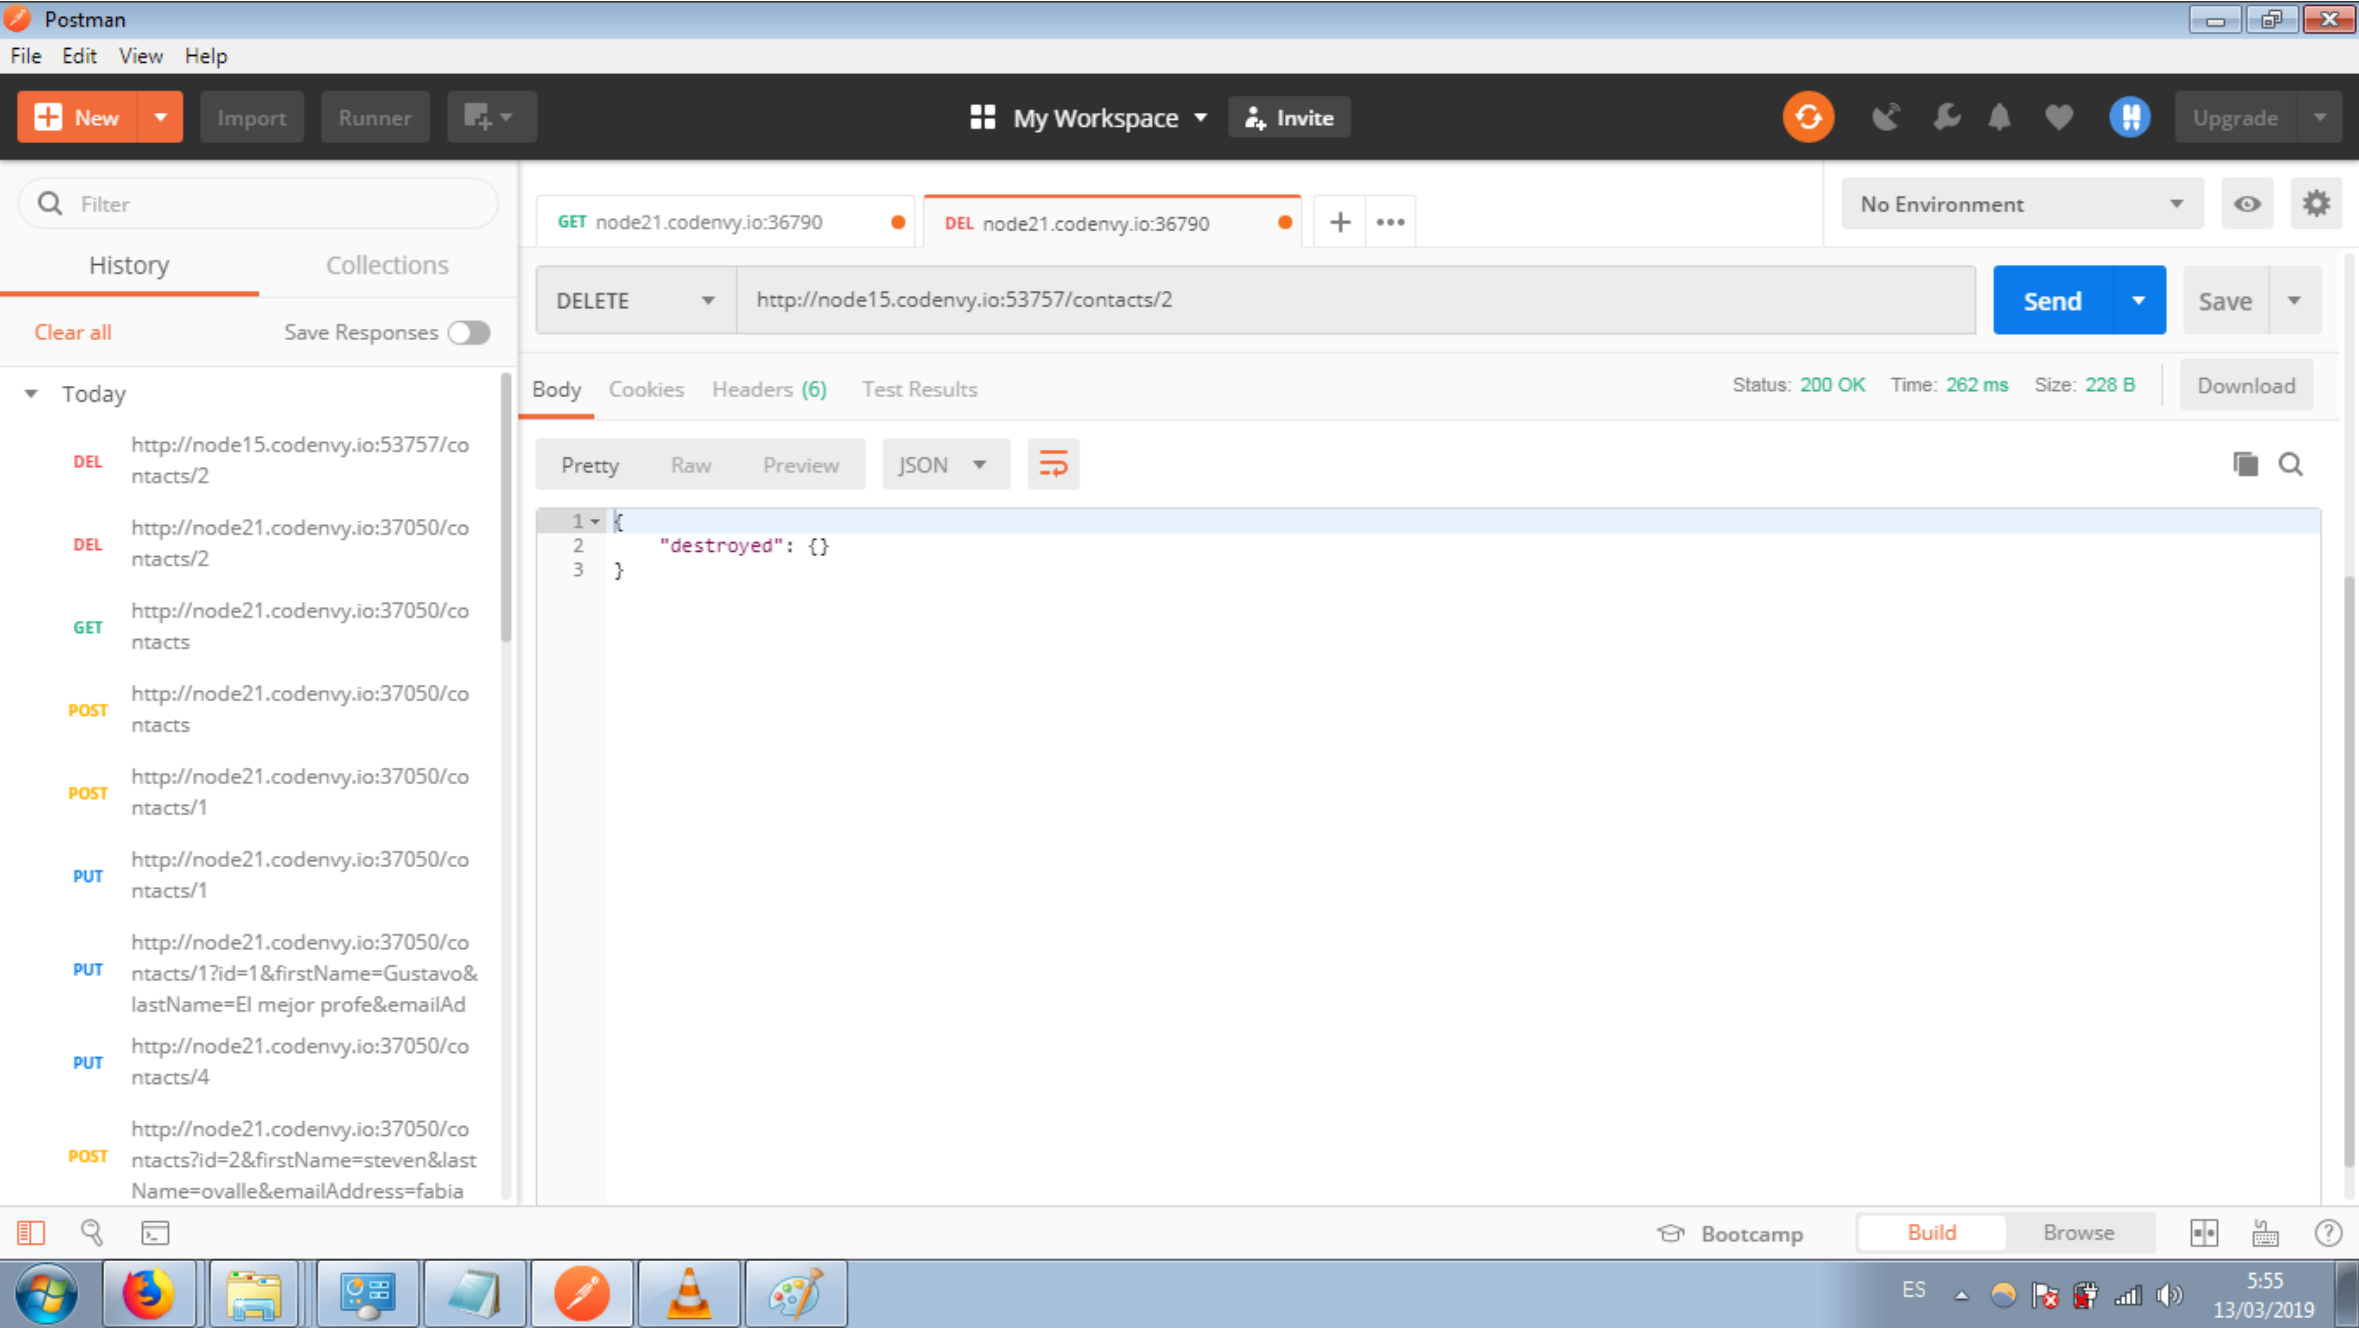 Postman
File Edit View Help
New Import Runner My Workspace Invite Upgrade
Filter
History Collections
Clear all Save Responses
Today
DEL http://node15.codenvy.io:53757/co
ntacts/2
DEL http://node21.codenvy.io:37050/co
ntacts/2
GET http://node21.codenvy.io:37050/co
ntacts
POST http://node21.codenvy.io:37050/co
ntacts
POST http://node21.codenvy.io:37050/co
ntacts/1
PUT http://node21.codenvy.io:37050/co
ntacts/1
PUT http://node21.codenvy.io:37050/co
ntacts/1?id=1&firstName=Gustavo&
lastName=El mejor profe&emailAd
PUT http://node21.codenvy.io:37050/co
ntacts/4
POST http://node21.codenvy.io:37050/co
ntacts?id=2&firstName=steven&last
Name=ovalle&emailAddress=fabia
GET node21.codenvy.io:36790 DEL node21.codenvy.io:36790 + •••
No Environment
DELETE http://node15.codenvy.io:53757/contacts/2 Send Save
Body Cookies Headers (6) Test Results Status: 200 OK Time: 262 ms Size: 228 B Download
Pretty Raw Preview JSON
1 {
2 "destroyed": {}
3 }
Bootcamp Build Browse
ES 5:55
13/03/2019